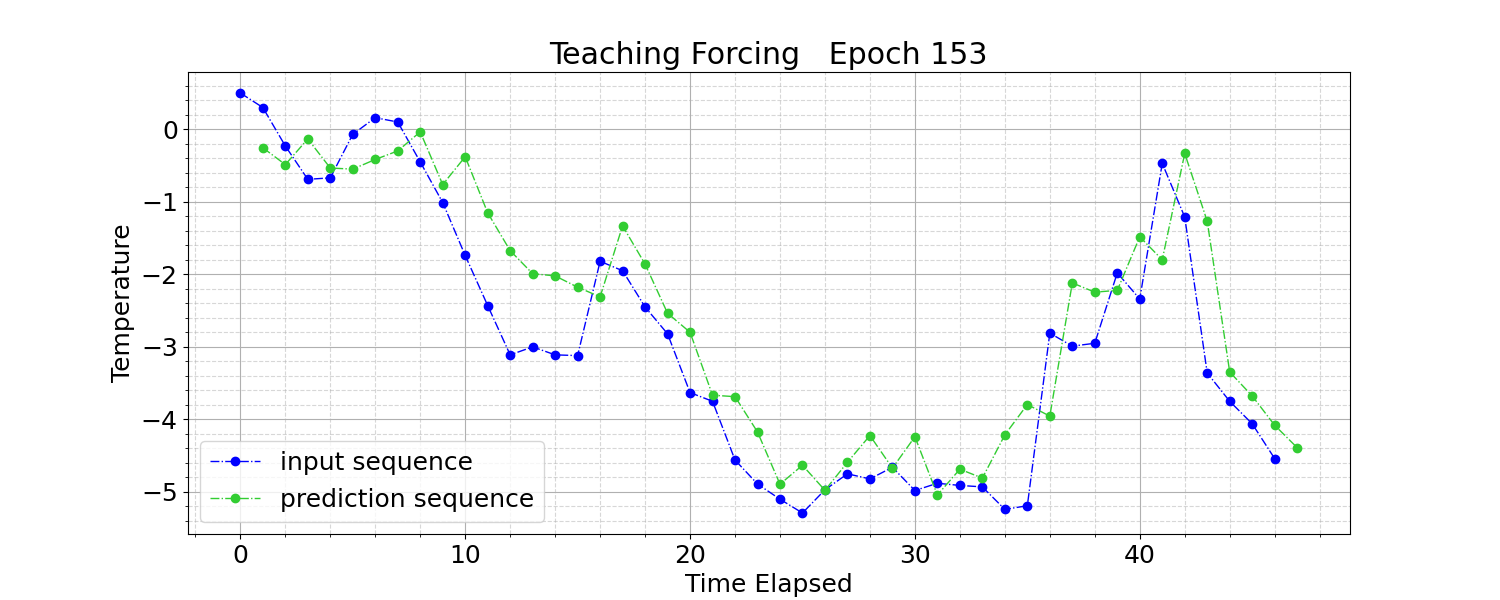 Teaching Forcing   Epoch 153
Temperature
0
−1
−2
−3
−4
−5
input sequence
prediction sequence
0 10 20 30 40
Time Elapsed